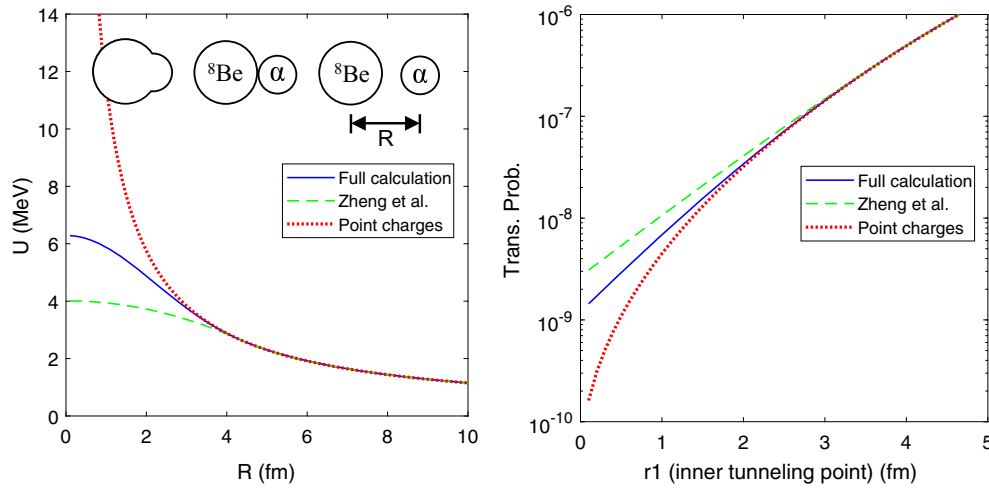 14
12
10
8
6
4
2
0
U (MeV)
⁸Be
α
⁸Be
α
R
Full calculation
Zheng et al.
Point charges
0
2
4
6
8
10
R (fm)
10⁻⁶
10⁻⁷
10⁻⁸
10⁻⁹
10⁻¹⁰
Trans. Prob.
Full calculation
Zheng et al.
Point charges
0
1
2
3
4
5
r1 (inner tunneling point) (fm)